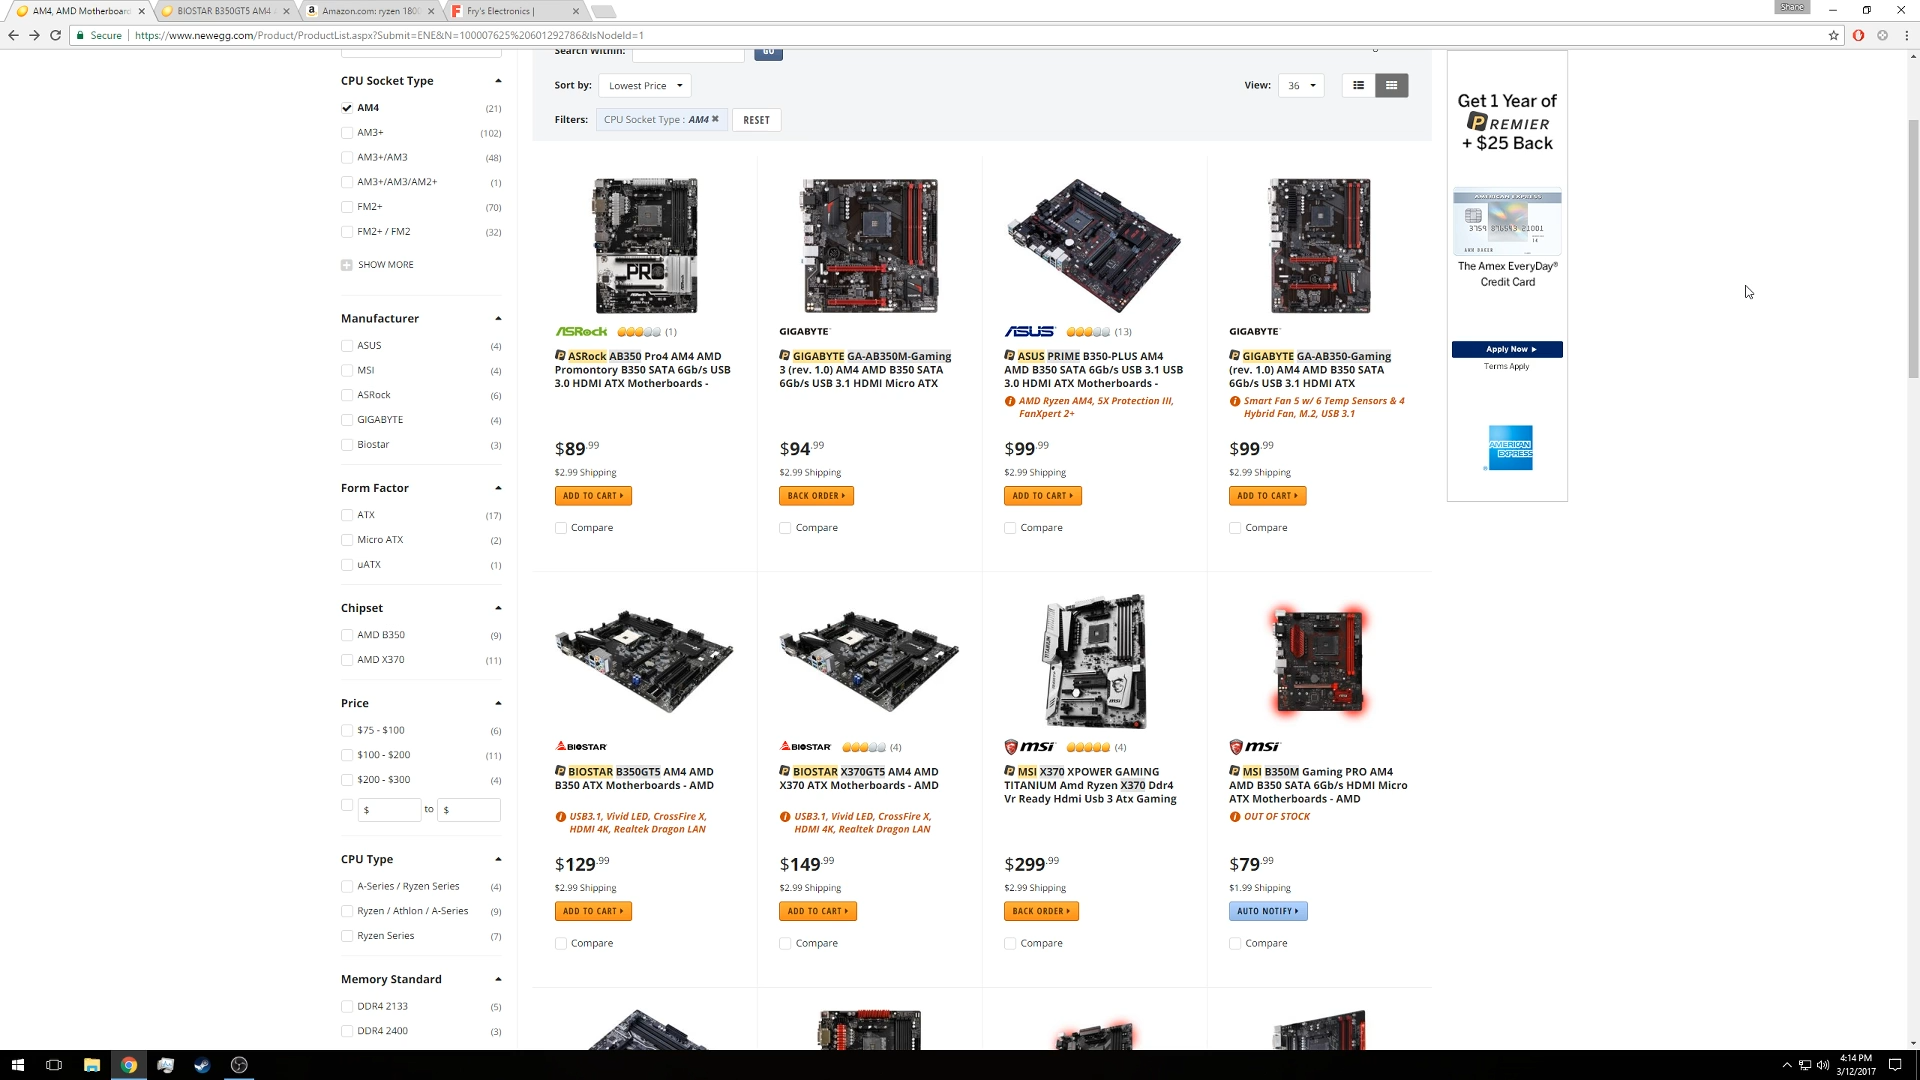 AM4, AMD Motherboard
BIOSTAR B350GT5 AM4
Amazon.com: ryzen 1800
Fry's Electronics |
Shane
Secure
https://www.newegg.com/Product/ProductList.aspx?Submit=ENE&N=100007625%20601292786&IsNodeId=1
CPU Socket Type
AM4 (21)
AM3+ (102)
AM3+/AM3 (48)
AM3+/AM3/AM2+ (1)
FM2+ (70)
FM2+ / FM2 (32)
SHOW MORE
Manufacturer
ASUS (4)
MSI (4)
ASRock (6)
GIGABYTE (4)
Biostar (3)
Form Factor
ATX (17)
Micro ATX (2)
uATX (1)
Chipset
AMD B350 (9)
AMD X370 (11)
Price
$75 - $100 (6)
$100 - $200 (11)
$200 - $300 (4)
$ to $
CPU Type
A-Series / Ryzen Series (4)
Ryzen / Athlon / A-Series (9)
Ryzen Series (7)
Memory Standard
DDR4 2133 (5)
DDR4 2400 (3)
Search Within:
GO
Sort by: Lowest Price
View: 36
Filters: CPU Socket Type : AM4 RESET
PRO
ASRock (1)
ASRock AB350 Pro4 AM4 AMD
Promontory B350 SATA 6Gb/s USB
3.0 HDMI ATX Motherboards -
$89.99
$2.99 Shipping
ADD TO CART
Compare
GIGABYTE
GIGABYTE GA-AB350M-Gaming
3 (rev. 1.0) AM4 AMD B350 SATA
6Gb/s USB 3.1 HDMI Micro ATX
$94.99
$2.99 Shipping
BACK ORDER
Compare
ASUS (13)
ASUS PRIME B350-PLUS AM4
AMD B350 SATA 6Gb/s USB 3.1 USB
3.0 HDMI ATX Motherboards -
AMD Ryzen AM4, 5X Protection III,
FanXpert 2+
$99.99
$2.99 Shipping
ADD TO CART
Compare
GIGABYTE
GIGABYTE GA-AB350-Gaming
(rev. 1.0) AM4 AMD B350 SATA
6Gb/s USB 3.1 HDMI ATX
Smart Fan 5 w/ 6 Temp Sensors & 4
Hybrid Fan, M.2, USB 3.1
$99.99
$2.99 Shipping
ADD TO CART
Compare
BIOSTAR
BIOSTAR B350GT5 AM4 AMD
B350 ATX Motherboards - AMD
USB3.1, Vivid LED, CrossFire X,
HDMI 4K, Realtek Dragon LAN
$129.99
$2.99 Shipping
ADD TO CART
Compare
BIOSTAR (4)
BIOSTAR X370GT5 AM4 AMD
X370 ATX Motherboards - AMD
USB3.1, Vivid LED, CrossFire X,
HDMI 4K, Realtek Dragon LAN
$149.99
$2.99 Shipping
ADD TO CART
Compare
TITANIUM
msi
msi (4)
MSI X370 XPOWER GAMING
TITANIUM Amd Ryzen X370 Ddr4
Vr Ready Hdmi Usb 3 Atx Gaming
$299.99
$2.99 Shipping
BACK ORDER
Compare
msi
MSI B350M Gaming PRO AM4
AMD B350 SATA 6Gb/s HDMI Micro
ATX Motherboards - AMD
OUT OF STOCK
$79.99
$1.99 Shipping
AUTO NOTIFY
Compare
Get 1 Year of
PREMIER
+ $25 Back
AMERICAN EXPRESS
3759 876543 21001
The Amex EveryDay®
Credit Card
Apply Now
Terms Apply
AMERICAN
EXPRESS
4:14 PM
3/12/2017